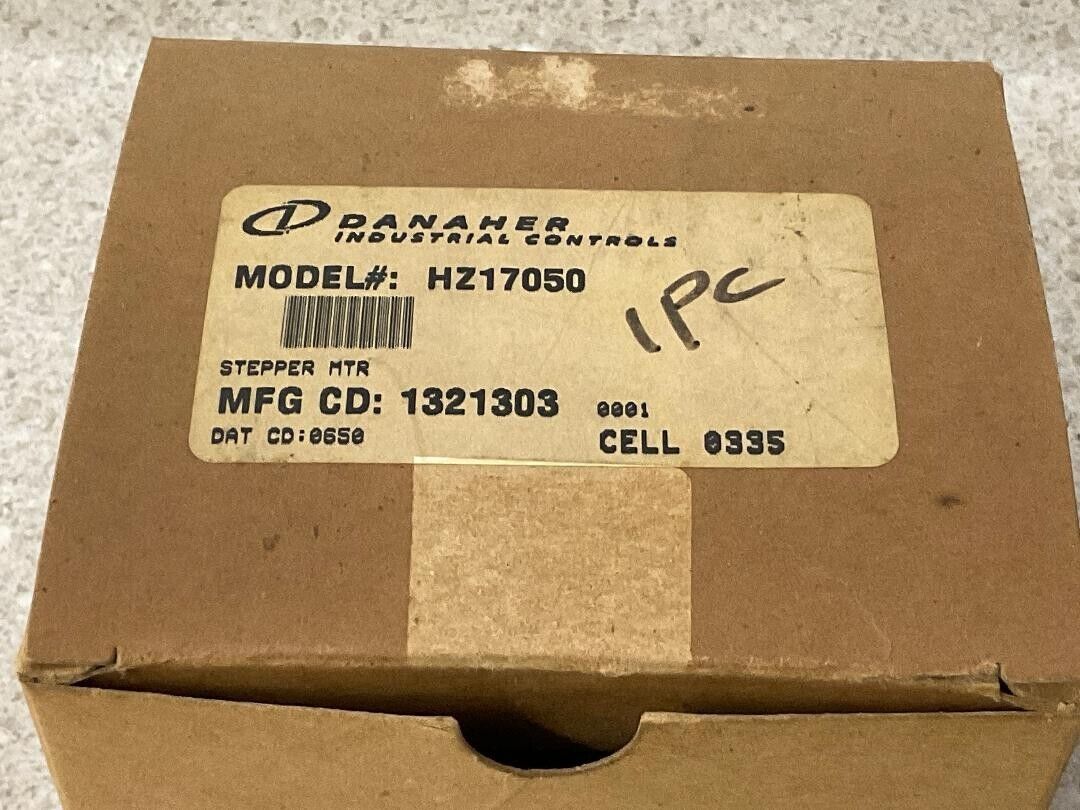 DANAHER
INDUSTRIAL CONTROLS
MODEL#: HZ17050
1PC
STEPPER MTR
MFG CD: 1321303 0001
DAT CD:0650 CELL 0335